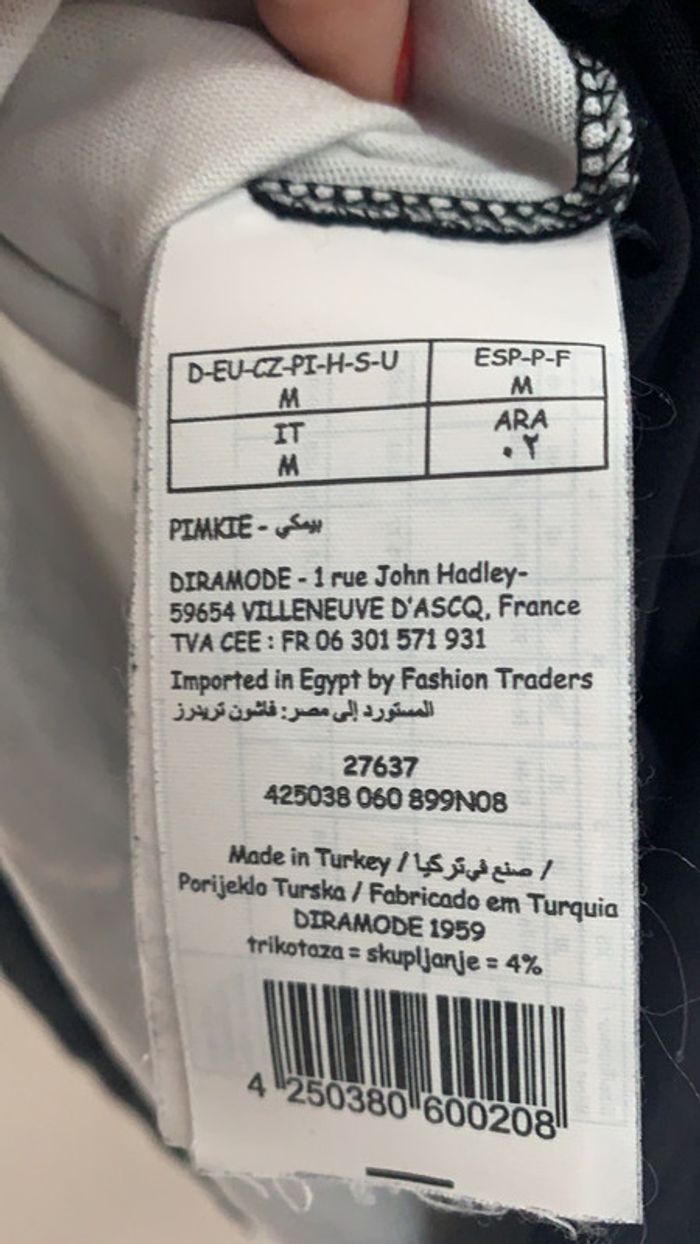 D-EU-CZ-PI-H-S-U
M
ESP-P-F
M
IT
M
ARA
٠٢
PIMKIE - بيمكي
DIRAMODE - 1 rue John Hadley-
59654 VILLENEUVE D'ASCQ, France
TVA CEE : FR 06 301 571 931
Imported in Egypt by Fashion Traders
المستورد إلى مصر: فاشون تريدرز
27637
425038 060 899N08
Made in Turkey / صنع في تركيا /
Porijeklo Turska / Fabricado em Turquia
DIRAMODE 1959
trikotaza = skupljanje = 4%
4 250380 600208